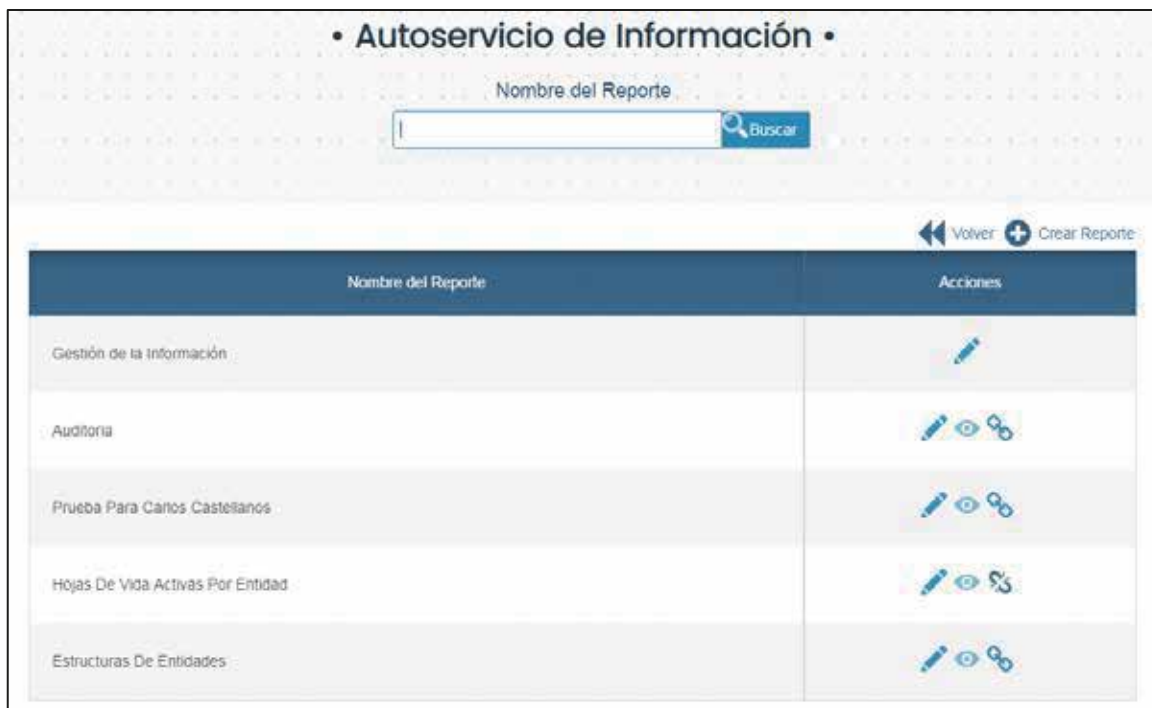 • Autoservicio de Información •
Nombre del Reporte
Buscar
Volver Crear Reporte
Nombre del Reporte Acciones
Gestión de la Información
Auditoria
Prueba Para Carlos Castellanos
Hojas De Vida Activas Por Entidad
Estructuras De Entidades